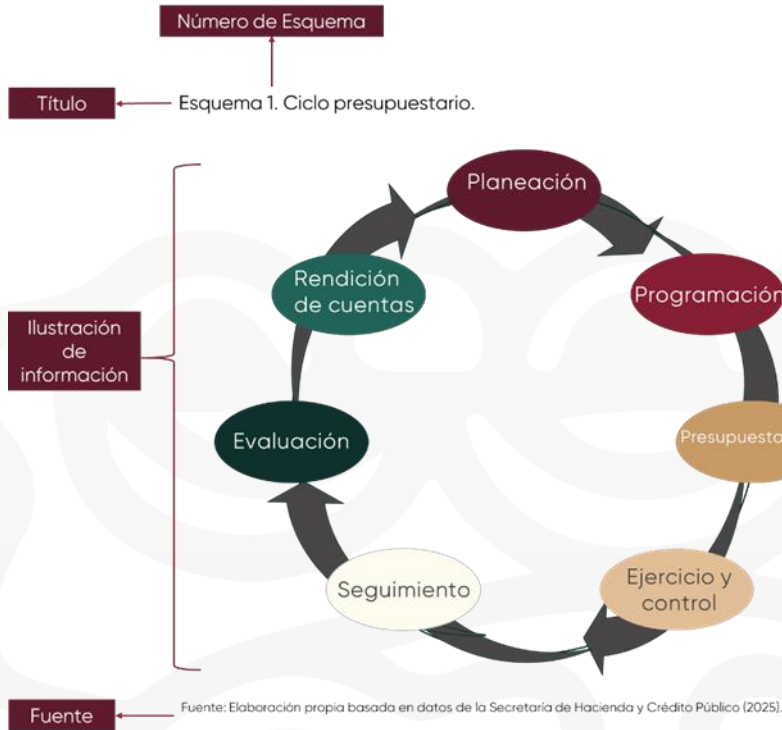 Número de Esquema
Título
Esquema 1. Ciclo presupuestario.
Planeación
Rendición
de cuentas
Programación
Ilustración
de
información
Evaluación
Presupuesta
Seguimiento
Ejercicio y
control
Fuente
Fuente: Elaboración propia basada en datos de la Secretaría de Hacienda y Crédito Público (2025).